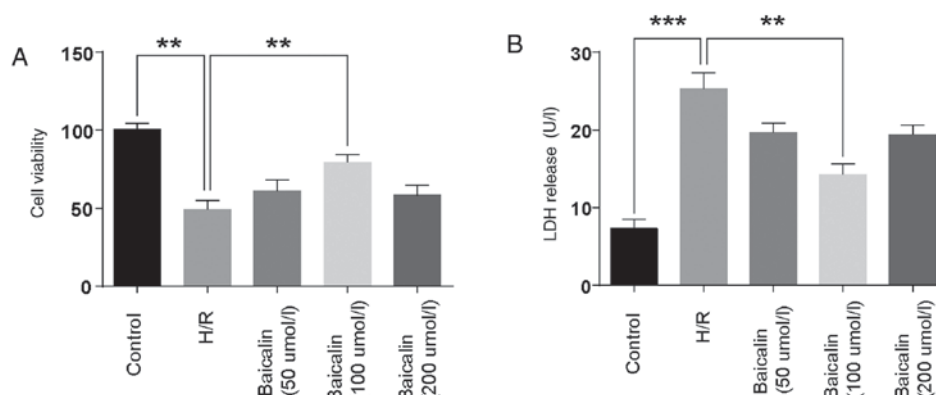 A
** **
150
100
50
0
Cell viability
Control
H/R
Baicalin
(50 umol/l)
Baicalin
100 umol/l)
Baicalin
(200 umol/l)
B
*** **
30
20
10
0
LDH release (U/l)
Control
H/R
Baicalin
(50 umol/l)
Baicalin
(100 umol/l)
Baicalin
(200 umol/l)